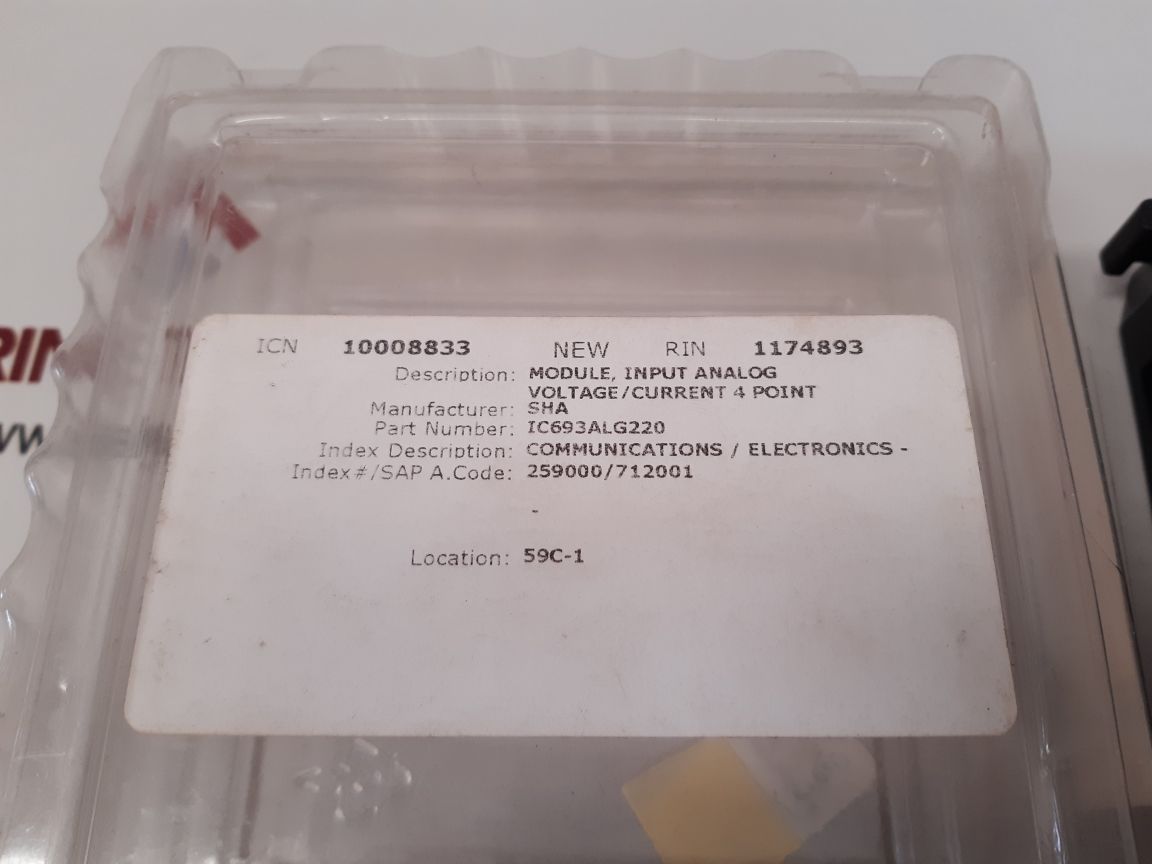 ICN 10008833 NEW RIN 1174893
Description: MODULE, INPUT ANALOG
VOLTAGE/CURRENT 4 POINT
Manufacturer: SHA
Part Number: IC693ALG220
Index Description: COMMUNICATIONS / ELECTRONICS -
Index#/SAP A.Code: 259000/712001
-
Location: 59C-1